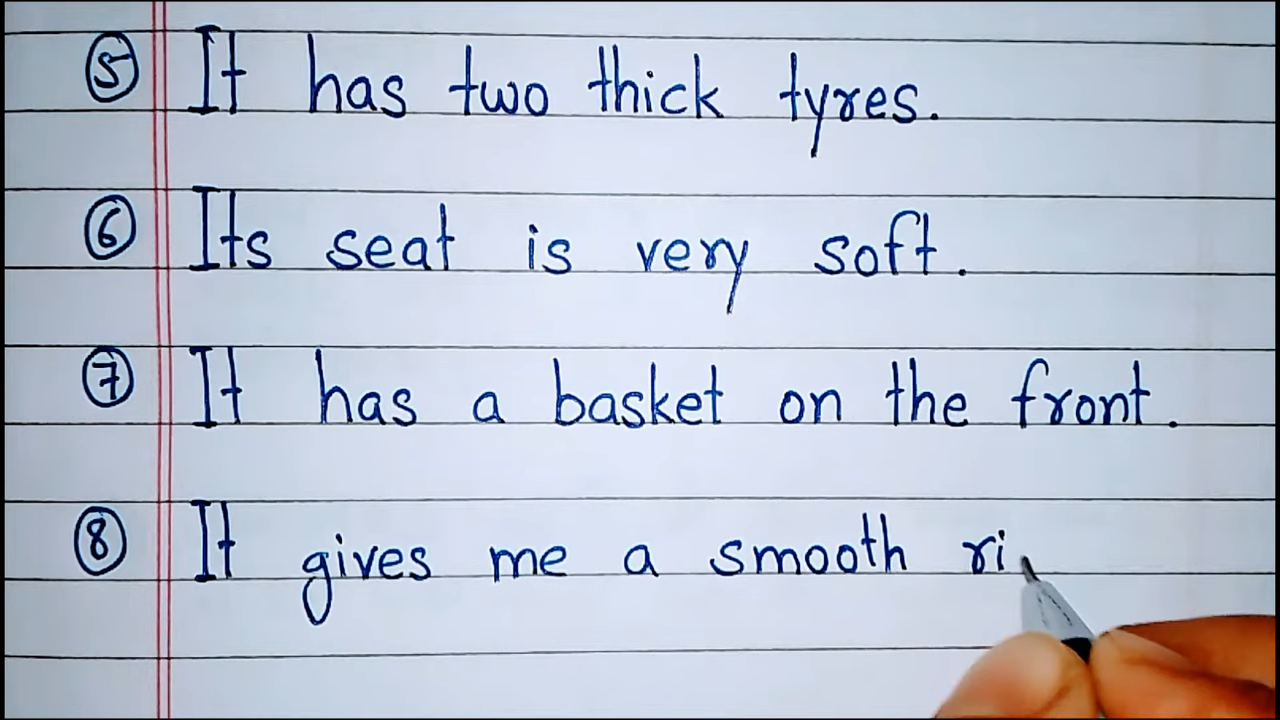 5 It has two thick tyres.
6 Its seat is very soft.
7 It has a basket on the front.
8 It gives me a smooth ri